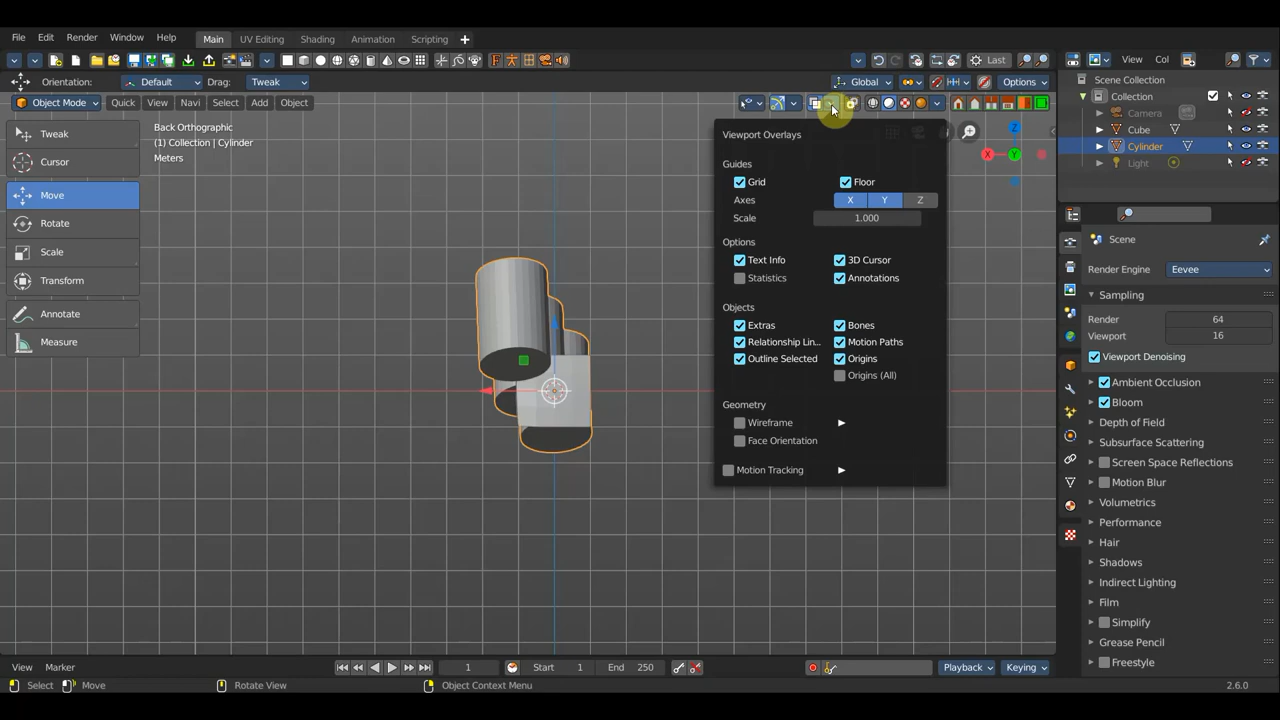 File Edit Render Window Help Main UV Editing Shading Animation Scripting
Last View Col
Orientation: Default Drag: Tweak Global Options
Object Mode Quick View Navi Select Add Object
Scene Collection
Collection
Camera
Cube
Cylinder
Light
Tweak
Cursor
Move
Rotate
Scale
Transform
Annotate
Measure
Back Orthographic
(1) Collection | Cylinder
Meters
X
Y
Z
Viewport Overlays
Guides
Grid Floor
Axes X Y Z
Scale 1.000
Options
Text Info 3D Cursor
Statistics Annotations
Objects
Extras Bones
Relationship Lin... Motion Paths
Outline Selected Origins
Origins (All)
Geometry
Wireframe
Face Orientation
Motion Tracking
Scene
Render Engine Eevee
Sampling
Render 64
Viewport 16
Viewport Denoising
Ambient Occlusion
Bloom
Depth of Field
Subsurface Scattering
Screen Space Reflections
Motion Blur
Volumetrics
Performance
Hair
Shadows
Indirect Lighting
Film
Simplify
Grease Pencil
Freestyle
View Marker 1 Start 1 End 250 Playback Keying
Select Move Rotate View Object Context Menu 2.6.0